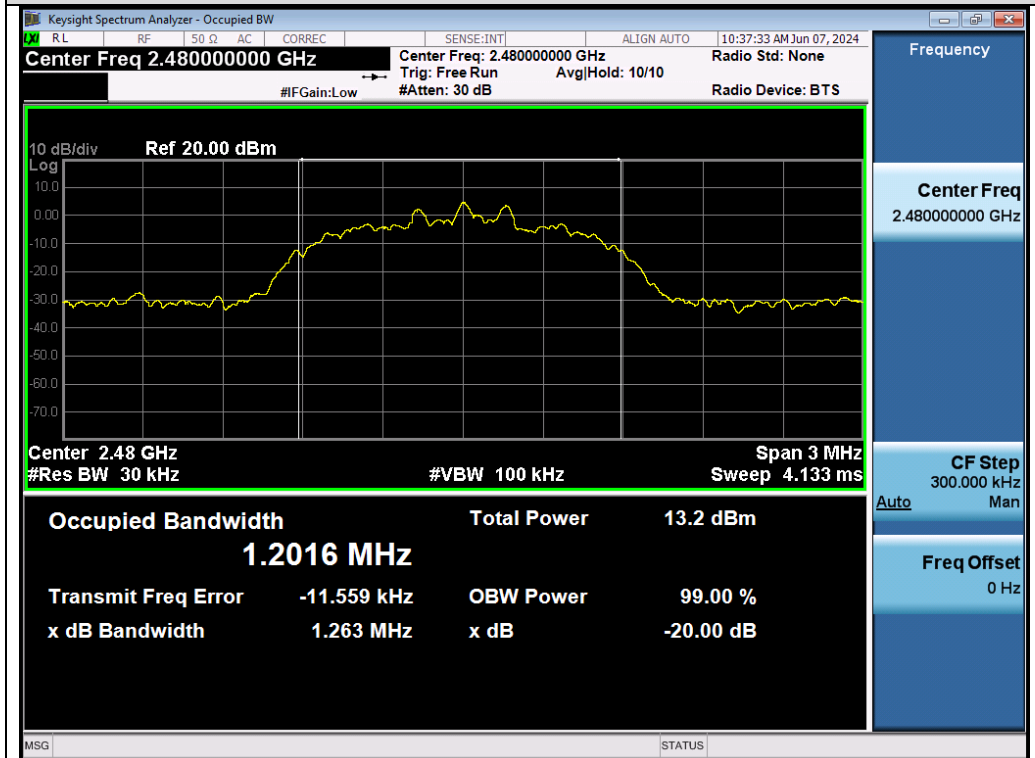 Keysight Spectrum Analyzer - Occupied BW
LXI RL RF 50 Ω AC CORREC SENSE:INT ALIGN AUTO 10:37:33 AM Jun 07, 2024
Center Freq 2.480000000 GHz
Center Freq: 2.480000000 GHz Radio Std: None
Trig: Free Run Avg|Hold: 10/10
#IFGain:Low #Atten: 30 dB Radio Device: BTS
10 dB/div Ref 20.00 dBm
Log
10.0
0.00
-10.0
-20.0
-30.0
-40.0
-50.0
-60.0
-70.0
Center 2.48 GHz Span 3 MHz
#Res BW 30 kHz #VBW 100 kHz Sweep 4.133 ms
Occupied Bandwidth Total Power 13.2 dBm
1.2016 MHz
Transmit Freq Error -11.559 kHz OBW Power 99.00 %
x dB Bandwidth 1.263 MHz x dB -20.00 dB
MSG STATUS
Frequency
Center Freq
2.480000000 GHz
CF Step
300.000 kHz
Auto Man
Freq Offset
0 Hz